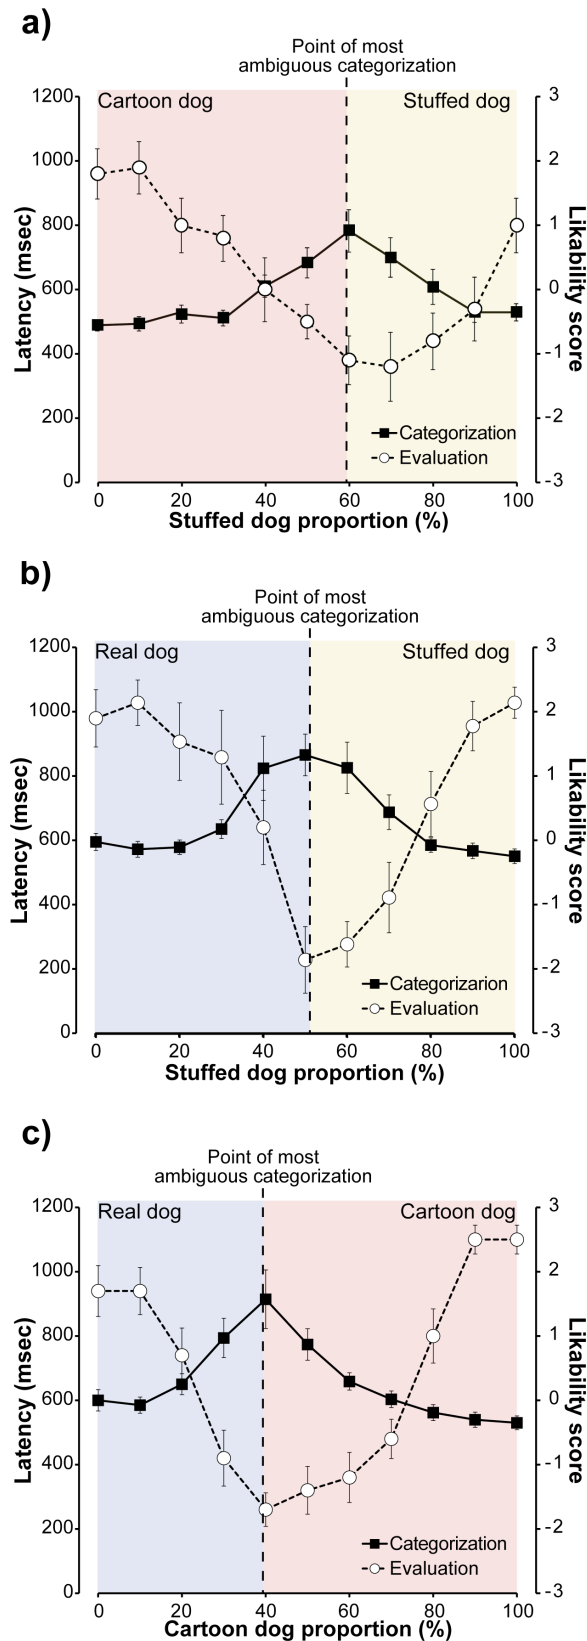 a)
Point of most
ambiguous categorization
Cartoon dog
Stuffed dog
1200
1000
800
600
400
200
0
Latency (msec)
3
2
1
0
-1
-2
-3
Likability score
Categorization
Evaluation
0 20 40 60 80 100
Stuffed dog proportion (%)
b)
Point of most
ambiguous categorization
Real dog
Stuffed dog
1200
1000
800
600
400
200
0
Latency (msec)
3
2
1
0
-1
-2
-3
Likability score
Categorizarion
Evaluation
0 20 40 60 80 100
Stuffed dog proportion (%)
c)
Point of most
ambiguous categorization
Real dog
Cartoon dog
1200
1000
800
600
400
200
0
Latency (msec)
3
2
1
0
-1
-2
-3
Likability score
Categorization
Evaluation
0 20 40 60 80 100
Cartoon dog proportion (%)